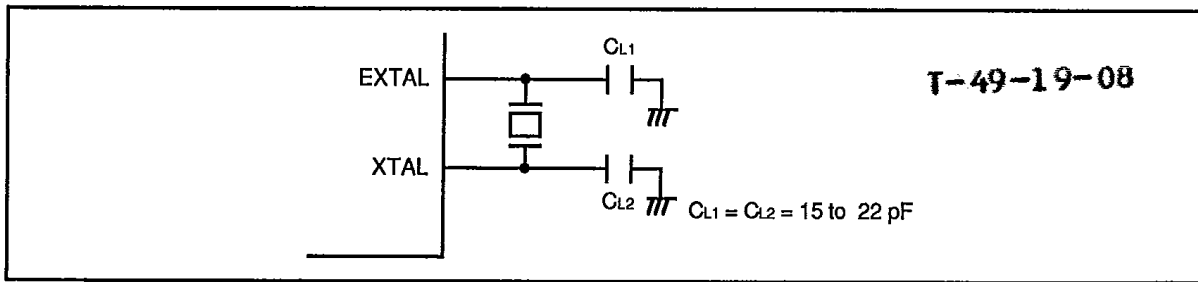 CL1
EXTAL
T-49-19-08
XTAL
CL2
CL1 = CL2 = 15 to 22 pF